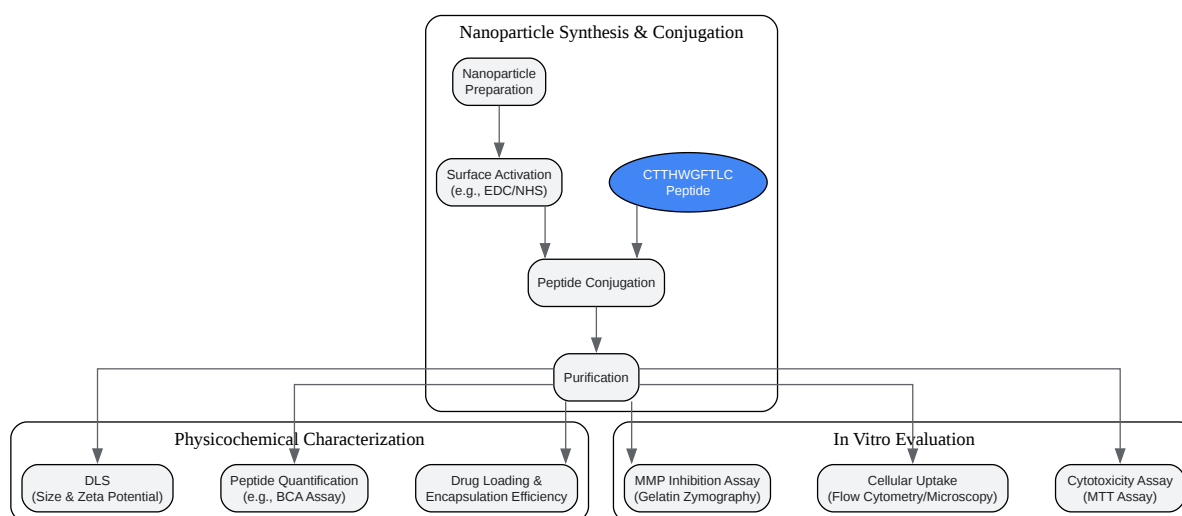 Nanoparticle Synthesis & Conjugation
Nanoparticle
Preparation
Surface Activation
(e.g., EDC/NHS)
CTTHWGFTLC
Peptide
Peptide Conjugation
Purification
Physicochemical Characterization
DLS
(Size & Zeta Potential)
Peptide Quantification
(e.g., BCA Assay)
Drug Loading &
Encapsulation Efficiency
In Vitro Evaluation
MMP Inhibition Assay
(Gelatin Zymography)
Cellular Uptake
(Flow Cytometry/Microscopy)
Cytotoxicity Assay
(MTT Assay)